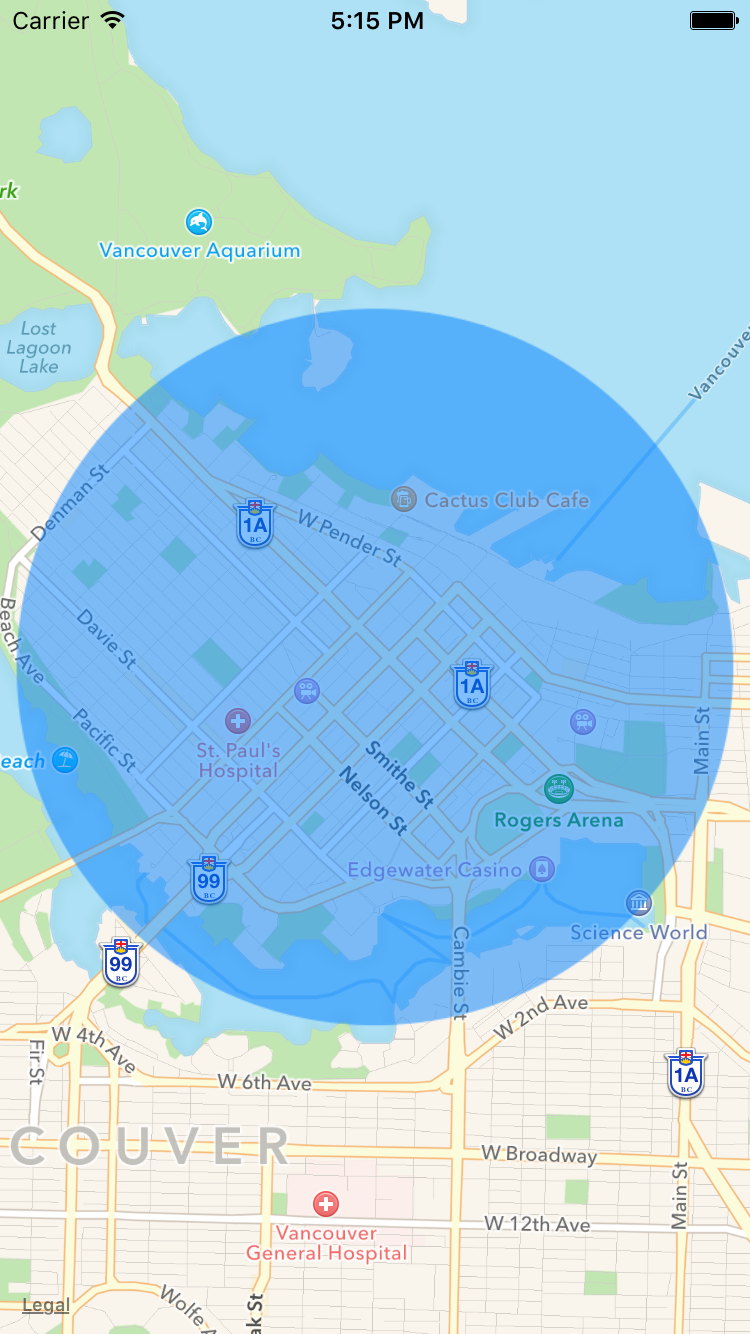 Carrier
5:15 PM
rk
Vancouver Aquarium
Lost
Lagoon
Lake
Vancouver
Denman St
1A
BC
W Pender St
Cactus Club Cafe
Beach Ave
Davie St
Pacific St
each
St. Paul's
Hospital
1A
BC
Smithe St
Nelson St
Main St
Rogers Arena
Edgewater Casino
99
BC
Science World
99
BC
Cambie St
W 2nd Ave
W 4th Ave
Fir St
W 6th Ave
1A
BC
COUVER
W Broadway
Main St
Vancouver
General Hospital
W 12th Ave
Legal
Wolfe A
ak St